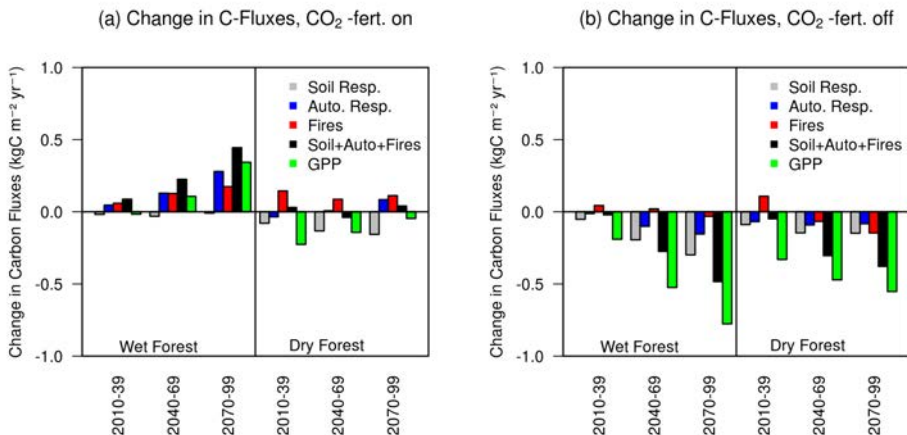 (a) Change in C-Fluxes, CO₂ -fert. on
Change in Carbon Fluxes (kgC m⁻² yr⁻¹)
1.0
0.5
0.0
-0.5
-1.0
Soil Resp.
Auto. Resp.
Fires
Soil+Auto+Fires
GPP
Wet Forest
Dry Forest
2010-39
2040-69
2070-99
2010-39
2040-69
2070-99
(b) Change in C-Fluxes, CO₂ -fert. off
Change in Carbon Fluxes (kgC m⁻² yr⁻¹)
1.0
0.5
0.0
-0.5
-1.0
Soil Resp.
Auto. Resp.
Fires
Soil+Auto+Fires
GPP
Wet Forest
Dry Forest
2010-39
2040-69
2070-99
2010-39
2040-69
2070-99